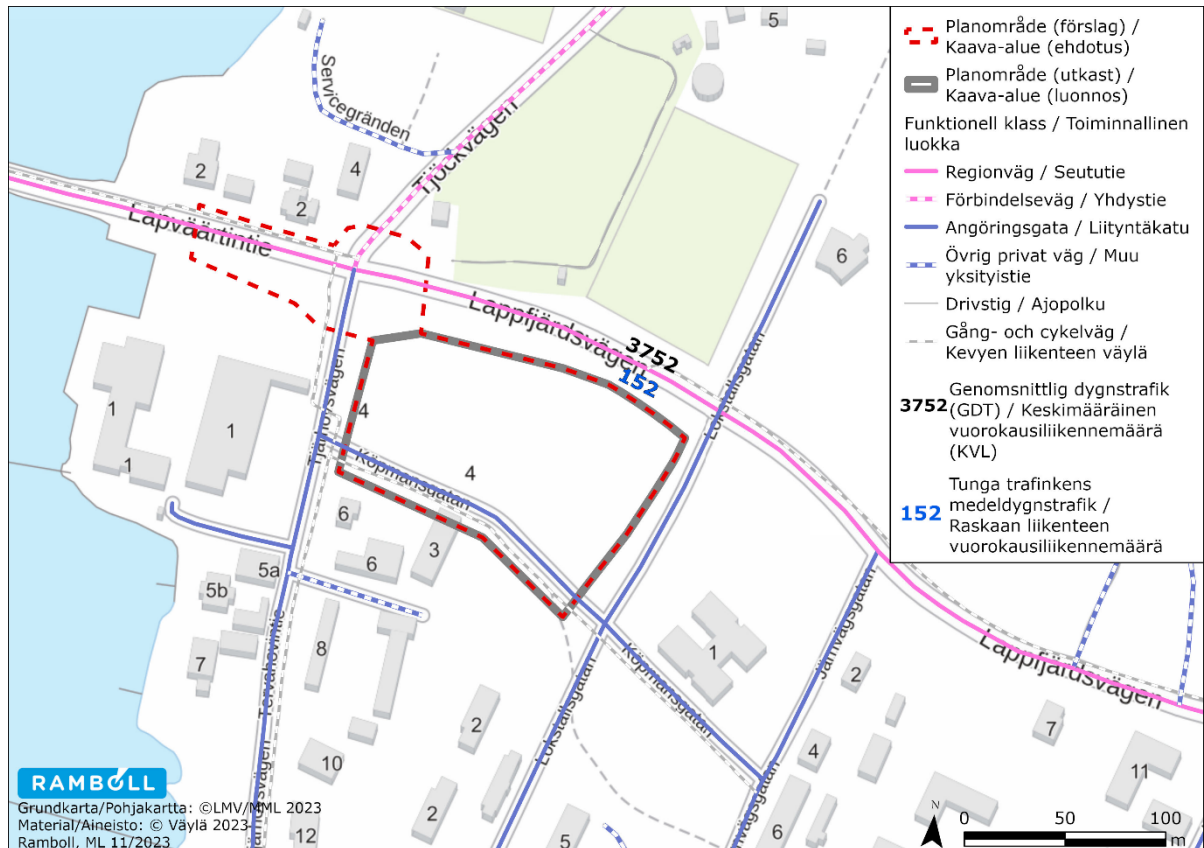 Planområde (förslag) /
Kaava-alue (ehdotus)
Planområde (utkast) /
Kaava-alue (luonnos)
Funktionell klass / Toiminnallinen
luokka
Regionväg / Seututie
Förbindelseväg / Yhdystie
Angöringsgata / Liityntäkatu
Övrig privat väg / Muu
yksityistie
Drivstig / Ajopolku
Gång- och cykelväg /
Kevyen liikenteen väylä
3752
Genomsnittlig dygnstrafik
(GDT) / Keskimääräinen
vuorokausiliikennemäärä
(KVL)
152
Tunga trafinkens
medeldygnstrafik /
Raskaan liikenteen
vuorokausiliikennemäärä
5
Servicegränden
Tjöckvägen
2
4
2
Lapväärtintie
6
Lappfjärdsvägen
3752
152
Lokstallsgatan
Tjärhovsvägen
1
1
1
4
4
Köpmansgatan
6
3
6
5a
5b
7
8
Tervahovintie
1
Köpmansgatan
Järnvägsgatan
Lappfjärdsvägen
2
2
Lokstallsgatan
4
7
10
11
2
12
5
6
RAMBOLL
Grundkarta/Pohjakartta: ©LMV/MML 2023
Material/Aineisto: © Väylä 2023
Ramboll, ML 11/2023
N
0 50 100
m